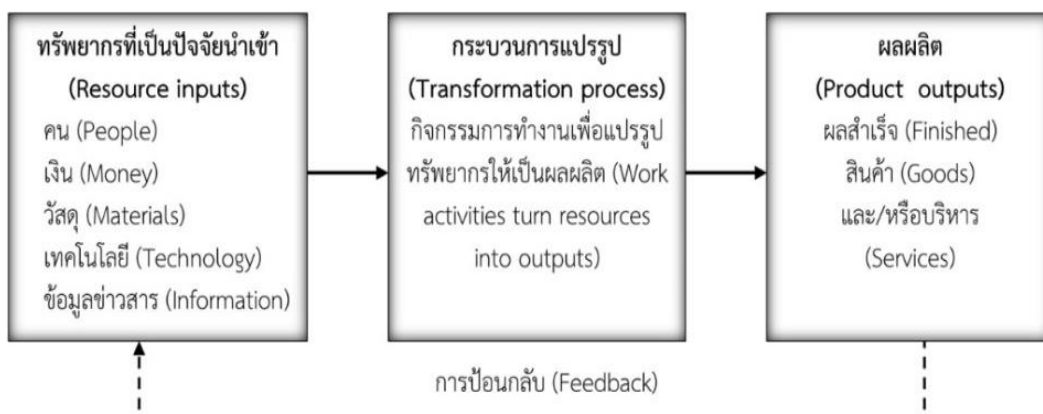 ทรัพยากรที่เป็นปัจจัยนำเข้า
(Resource inputs)
คน (People)
เงิน (Money)
วัสดุ (Materials)
เทคโนโลยี (Technology)
ข้อมูลข่าวสาร (Information)
กระบวนการแปรรูป
(Transformation process)
กิจกรรมการทำงานเพื่อแปรรูป
ทรัพยากรให้เป็นผลผลิต (Work
activities turn resources
into outputs)
ผลผลิต
(Product outputs)
ผลสำเร็จ (Finished)
สินค้า (Goods)
และ/หรือบริหาร
(Services)
การป้อนกลับ (Feedback)